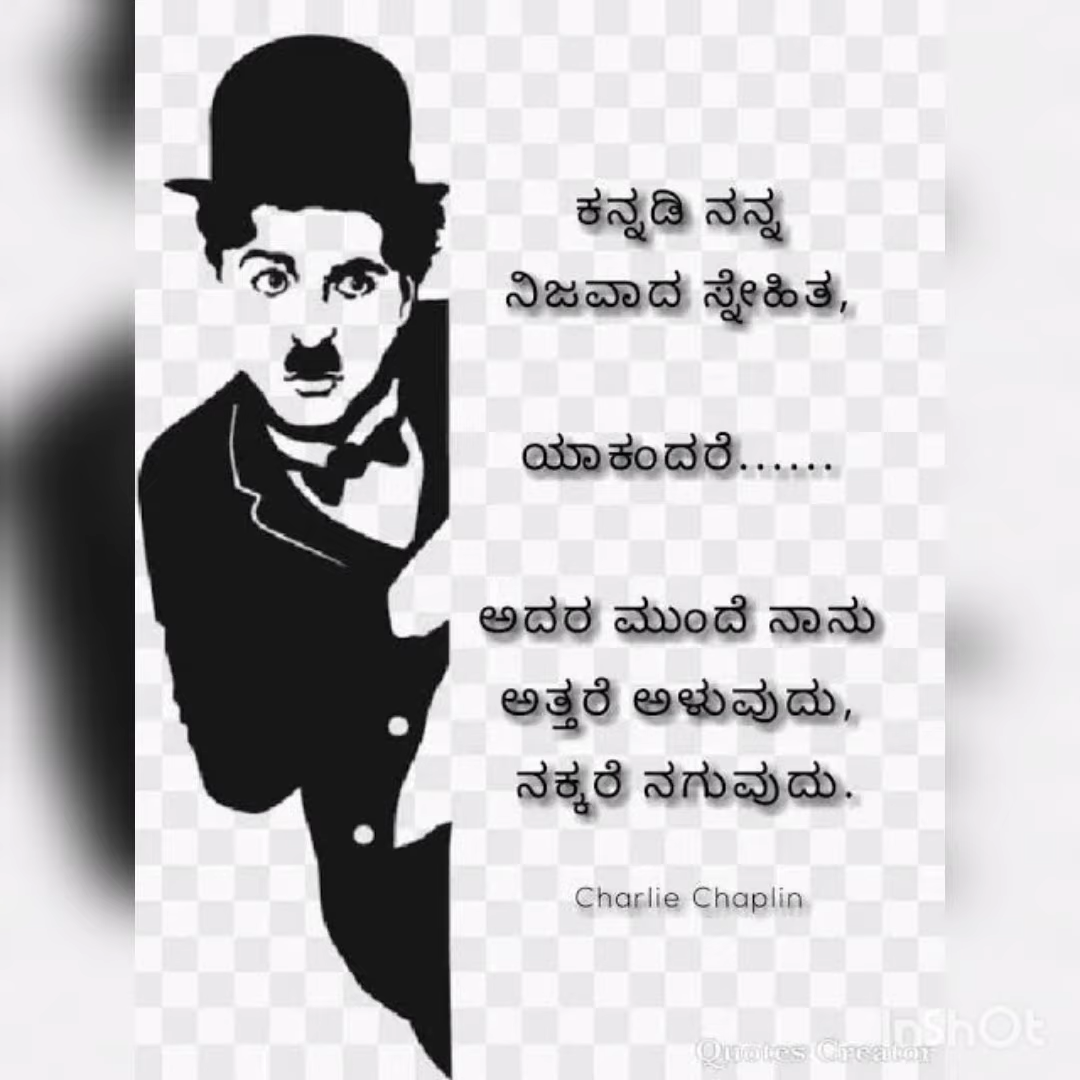 ಕನ್ನಡಿ ನನ್ನ
ನಿಜವಾದ ಸ್ನೇಹಿತ,
ಯಾಕಂದರೆ......
ಅದರ ಮುಂದೆ ನಾನು
ಅತ್ತರೆ ಅಳುವುದು,
ನಕ್ಕರೆ ನಗುವುದು.
Charlie Chaplin
InShOt
Quotes Creator